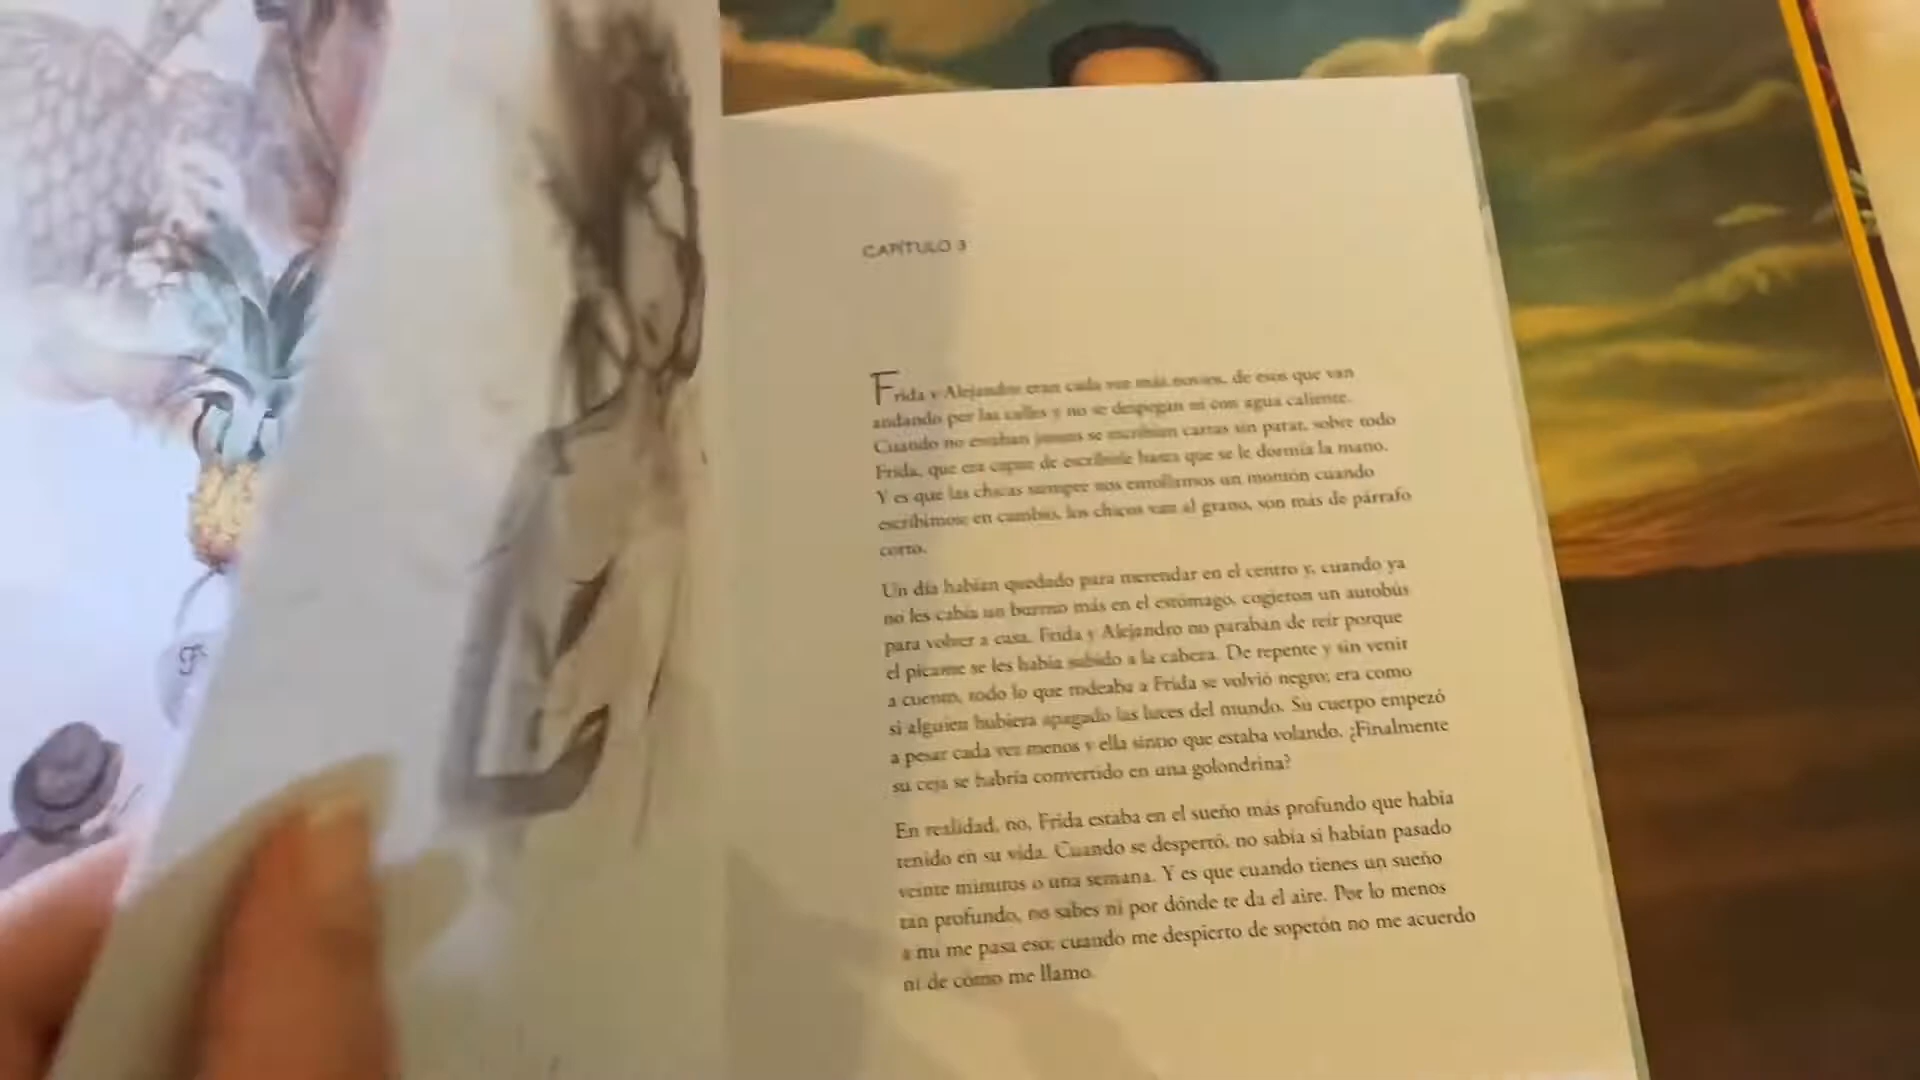 CAPÍTULO 3
Frida y Alejandro eran cada vez más novios, de esos que van
andando por las calles y no se despegan ni con agua caliente.
Cuando no estaban juntos se escribían cartas sin parar, sobre todo
Frida, que era capaz de escribirle hasta que se le dormía la mano.
Y es que las chicas siempre nos enrollamos un montón cuando
escribimos; en cambio, los chicos van al grano, son más de párrafo
corto.
Un día habían quedado para merendar en el centro y, cuando ya
no les cabía un burrito más en el estómago, cogieron un autobús
para volver a casa. Frida y Alejandro no paraban de reír porque
el picante se les había subido a la cabeza. De repente y sin venir
a cuento, todo lo que rodeaba a Frida se volvió negro; era como
si alguien hubiera apagado las luces del mundo. Su cuerpo empezó
a pesar cada vez menos y ella sintió que estaba volando. ¿Finalmente
su ceja se habría convertido en una golondrina?
En realidad, no, Frida estaba en el sueño más profundo que había
tenido en su vida. Cuando se despertó, no sabía si habían pasado
veinte minutos o una semana. Y es que cuando tienes un sueño
tan profundo, no sabes ni por dónde te da el aire. Por lo menos
a mí me pasa eso; cuando me despierto de sopetón no me acuerdo
ni de cómo me llamo.